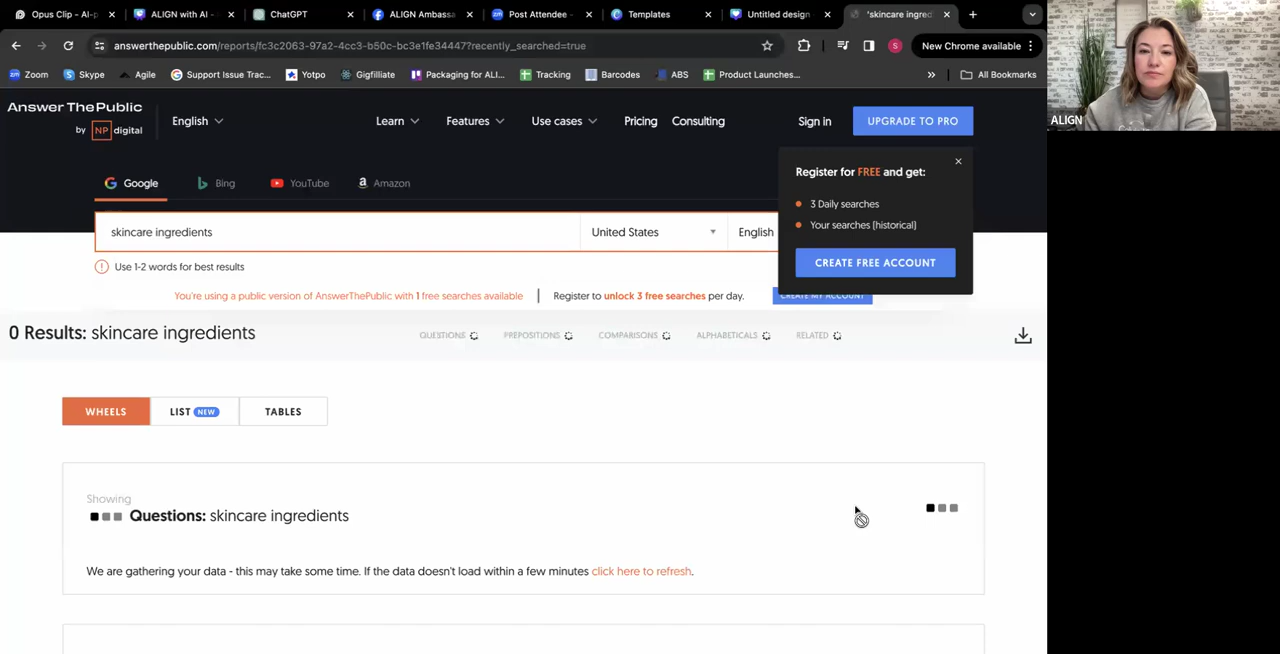 Opus Clip - AI-p
ALIGN with AI -
ChatGPT
ALIGN Ambassa
Post Attendee -
Templates
Untitled design
'skincare ingred
answerthepublic.com/reports/fc3c2063-97a2-4cc3-b50c-bc3e1fe34447?recently_searched=true
S
New Chrome available
Zoom
Skype
Agile
Support Issue Trac...
Yotpo
Gigfilliate
Packaging for ALI...
Tracking
Barcodes
ABS
Product Launches...
»
All Bookmarks
AnswerThePublic
by NP digital
English
Learn
Features
Use cases
Pricing
Consulting
Sign in
UPGRADE TO PRO
Register for FREE and get:
3 Daily searches
Your searches (historical)
CREATE FREE ACCOUNT
Google
Bing
YouTube
Amazon
skincare ingredients
United States
English
Use 1-2 words for best results
You're using a public version of AnswerThePublic with 1 free searches available
Register to unlock 3 free searches per day.
CREATE MY ACCOUNT
0 Results: skincare ingredients
QUESTIONS
PREPOSITIONS
COMPARISONS
ALPHABETICALS
RELATED
WHEELS
LIST NEW
TABLES
Showing
Questions: skincare ingredients
We are gathering your data - this may take some time. If the data doesn't load within a few minutes click here to refresh.
ALIGN